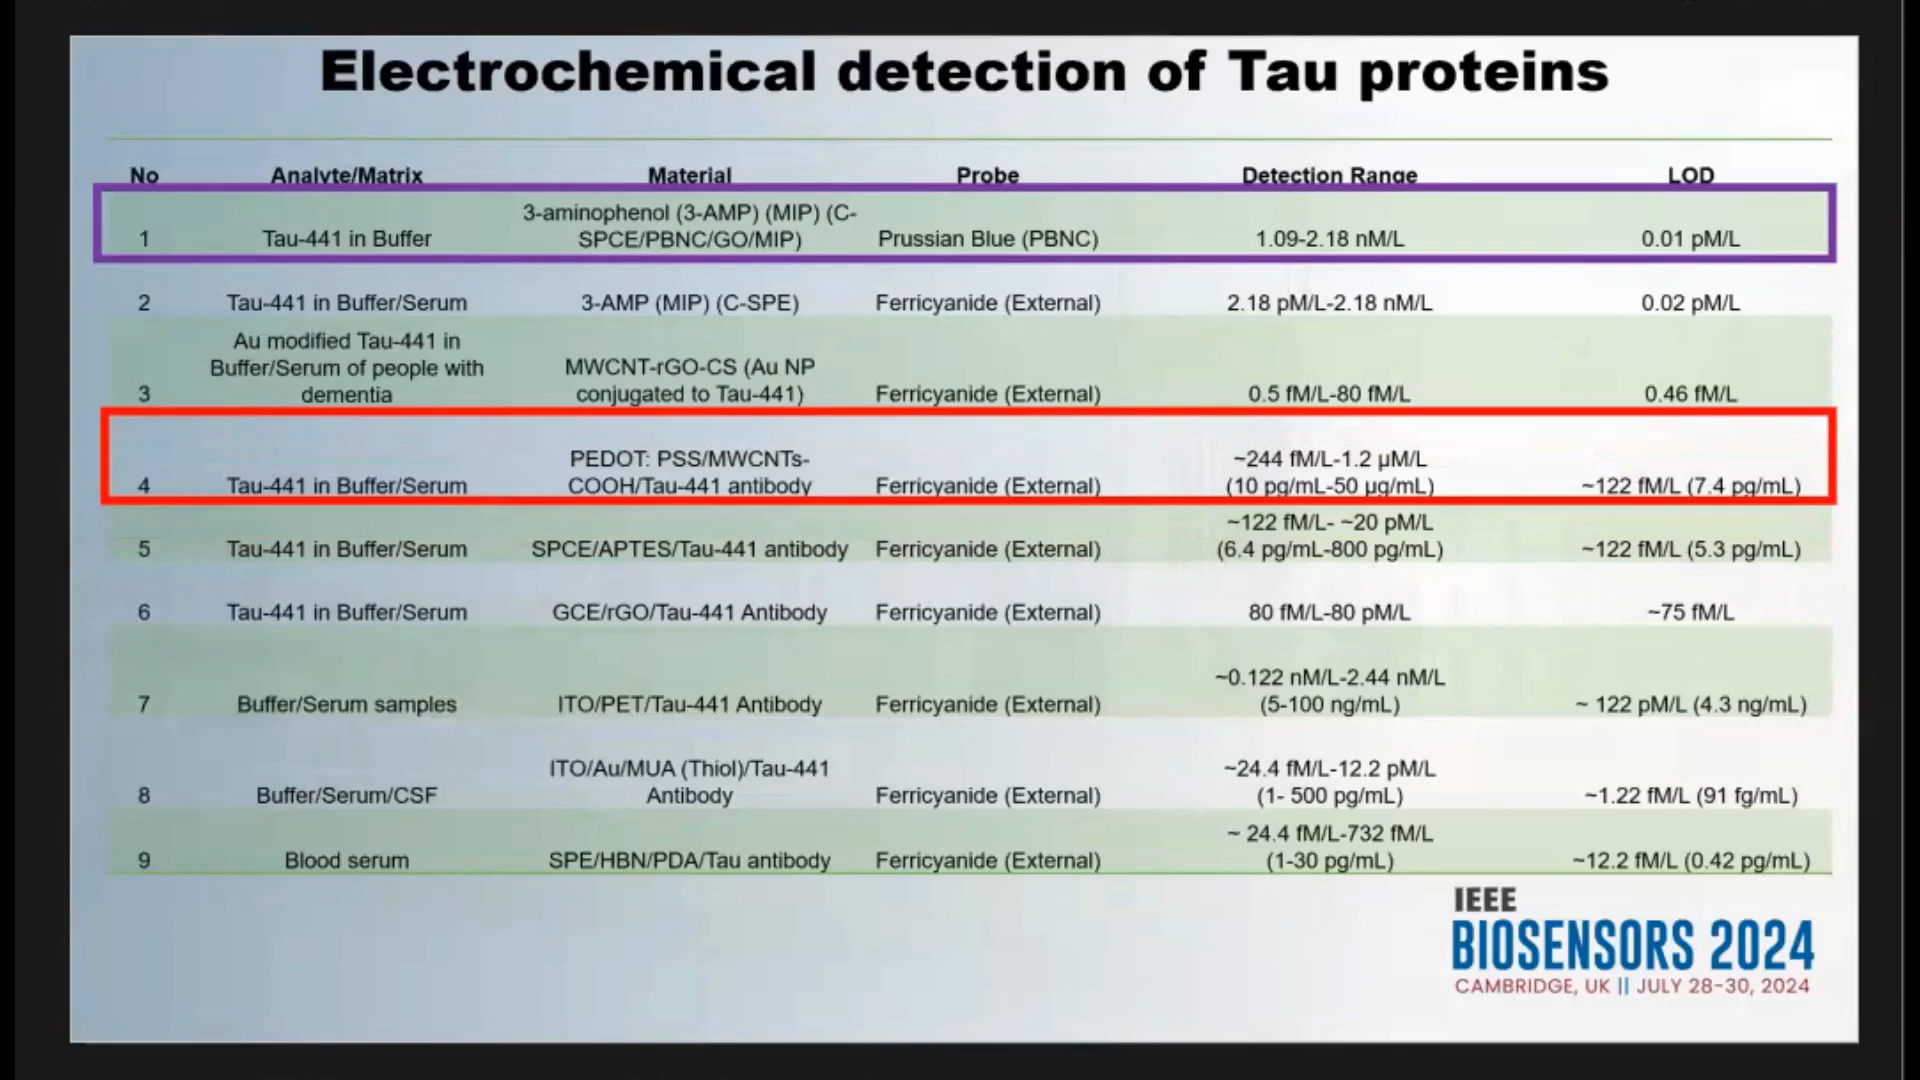 Electrochemical detection of Tau proteins
No Analyte/Matrix Material Probe Detection Range LOD
3-aminophenol (3-AMP) (MIP) (C-
1 Tau-441 in Buffer SPCE/PBNC/GO/MIP) Prussian Blue (PBNC) 1.09-2.18 nM/L 0.01 pM/L
2 Tau-441 in Buffer/Serum 3-AMP (MIP) (C-SPE) Ferricyanide (External) 2.18 pM/L-2.18 nM/L 0.02 pM/L
Au modified Tau-441 in
Buffer/Serum of people with MWCNT-rGO-CS (Au NP
3 dementia conjugated to Tau-441) Ferricyanide (External) 0.5 fM/L-80 fM/L 0.46 fM/L
PEDOT: PSS/MWCNTs- ~244 fM/L-1.2 µM/L
4 Tau-441 in Buffer/Serum COOH/Tau-441 antibody Ferricyanide (External) (10 pg/mL-50 µg/mL) ~122 fM/L (7.4 pg/mL)
~122 fM/L- ~20 pM/L
5 Tau-441 in Buffer/Serum SPCE/APTES/Tau-441 antibody Ferricyanide (External) (6.4 pg/mL-800 pg/mL) ~122 fM/L (5.3 pg/mL)
6 Tau-441 in Buffer/Serum GCE/rGO/Tau-441 Antibody Ferricyanide (External) 80 fM/L-80 pM/L ~75 fM/L
~0.122 nM/L-2.44 nM/L
7 Buffer/Serum samples ITO/PET/Tau-441 Antibody Ferricyanide (External) (5-100 ng/mL) ~ 122 pM/L (4.3 ng/mL)
ITO/Au/MUA (Thiol)/Tau-441 ~24.4 fM/L-12.2 pM/L
8 Buffer/Serum/CSF Antibody Ferricyanide (External) (1- 500 pg/mL) ~1.22 fM/L (91 fg/mL)
~ 24.4 fM/L-732 fM/L
9 Blood serum SPE/HBN/PDA/Tau antibody Ferricyanide (External) (1-30 pg/mL) ~12.2 fM/L (0.42 pg/mL)
IEEE
BIOSENSORS 2024
CAMBRIDGE, UK || JULY 28-30, 2024